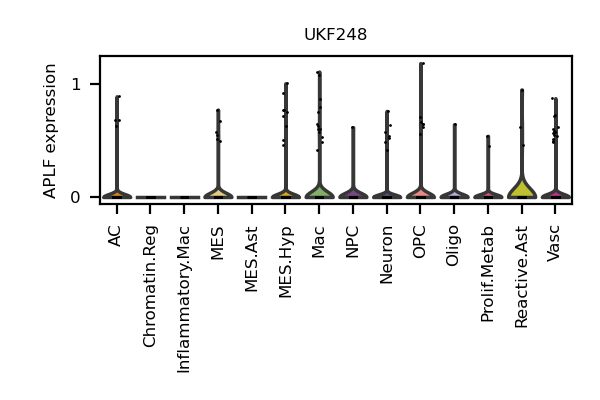 UKF248
APLF expression
1
0
AC
Chromatin.Reg
Inflammatory.Mac
MES
MES.Ast
MES.Hyp
Mac
NPC
Neuron
OPC
Oligo
Prolif.Metab
Reactive.Ast
Vasc